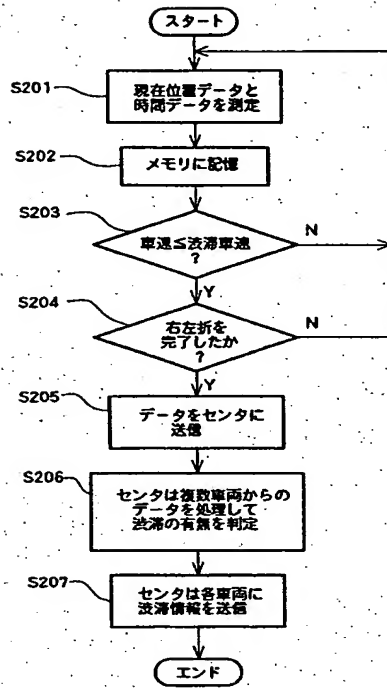 スタート
S201
現在位置データと
時間データを測定
S202
メモリに記憶
S203
車速≦渋滞車速
?
N
Y
S204
右左折を
完了したか
?
N
Y
S205
データをセンタに
送信
S206
センタは複数車両からの
データを処理して
渋滞の有無を判定
S207
センタは各車両に
渋滞情報を送信
エンド